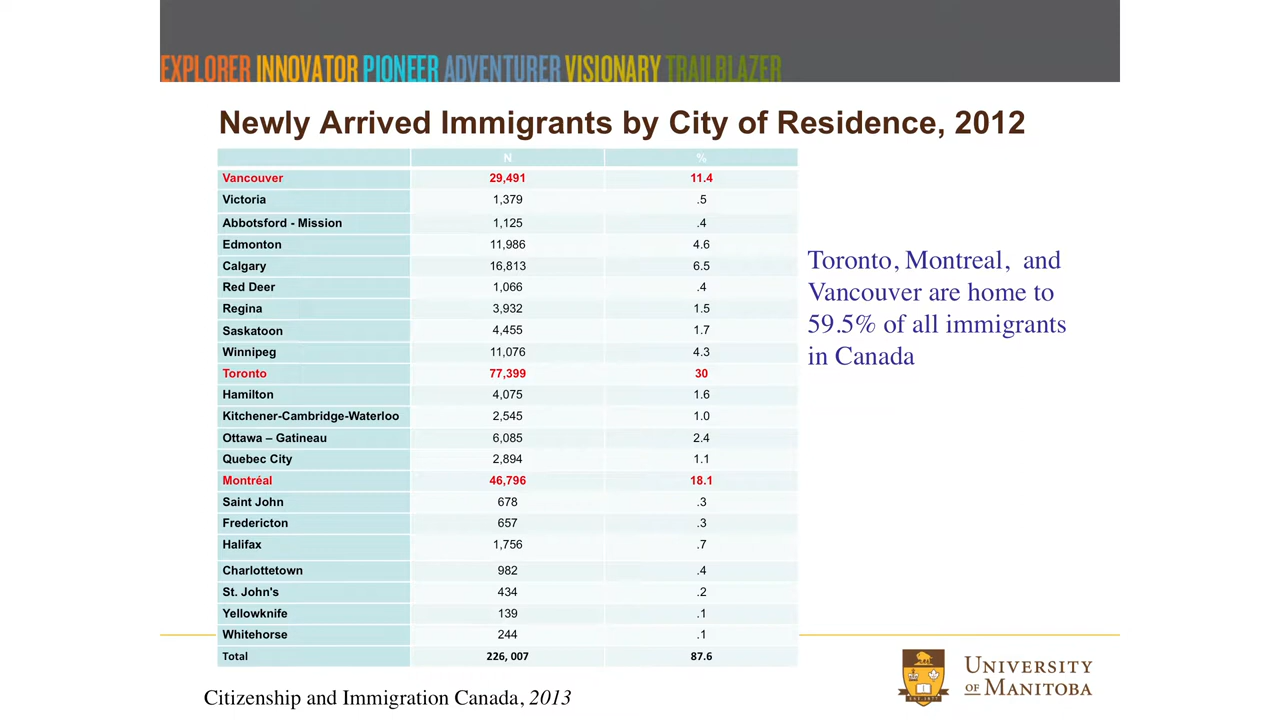 EXPLORER INNOVATOR PIONEER ADVENTURER VISIONARY TRAILBLAZER
Newly Arrived Immigrants by City of Residence, 2012
N %
Vancouver 29,491 11.4
Victoria 1,379 .5
Abbotsford - Mission 1,125 .4
Edmonton 11,986 4.6
Calgary 16,813 6.5
Red Deer 1,066 .4
Regina 3,932 1.5
Saskatoon 4,455 1.7
Winnipeg 11,076 4.3
Toronto 77,399 30
Hamilton 4,075 1.6
Kitchener-Cambridge-Waterloo 2,545 1.0
Ottawa – Gatineau 6,085 2.4
Quebec City 2,894 1.1
Montréal 46,796 18.1
Saint John 678 .3
Fredericton 657 .3
Halifax 1,756 .7
Charlottetown 982 .4
St. John's 434 .2
Yellowknife 139 .1
Whitehorse 244 .1
Total 226, 007 87.6
Toronto, Montreal, and
Vancouver are home to
59.5% of all immigrants
in Canada
Citizenship and Immigration Canada, 2013
UNIVERSITY
OF MANITOBA